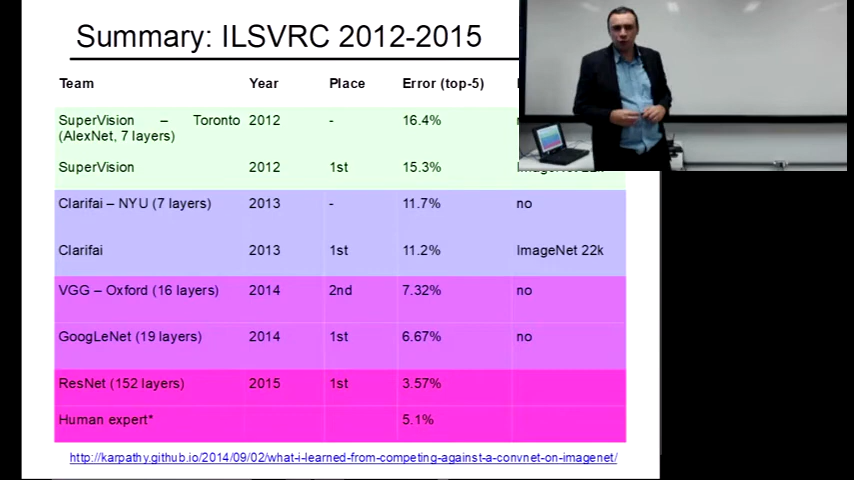 Summary: ILSVRC 2012-2015
Team Year Place Error (top-5)
SuperVision – Toronto 2012 - 16.4%
(AlexNet, 7 layers)
SuperVision 2012 1st 15.3%
Clarifai – NYU (7 layers) 2013 - 11.7% no
Clarifai 2013 1st 11.2% ImageNet 22k
VGG – Oxford (16 layers) 2014 2nd 7.32% no
GoogLeNet (19 layers) 2014 1st 6.67% no
ResNet (152 layers) 2015 1st 3.57%
Human expert* 5.1%
http://karpathy.github.io/2014/09/02/what-i-learned-from-competing-against-a-convnet-on-imagenet/